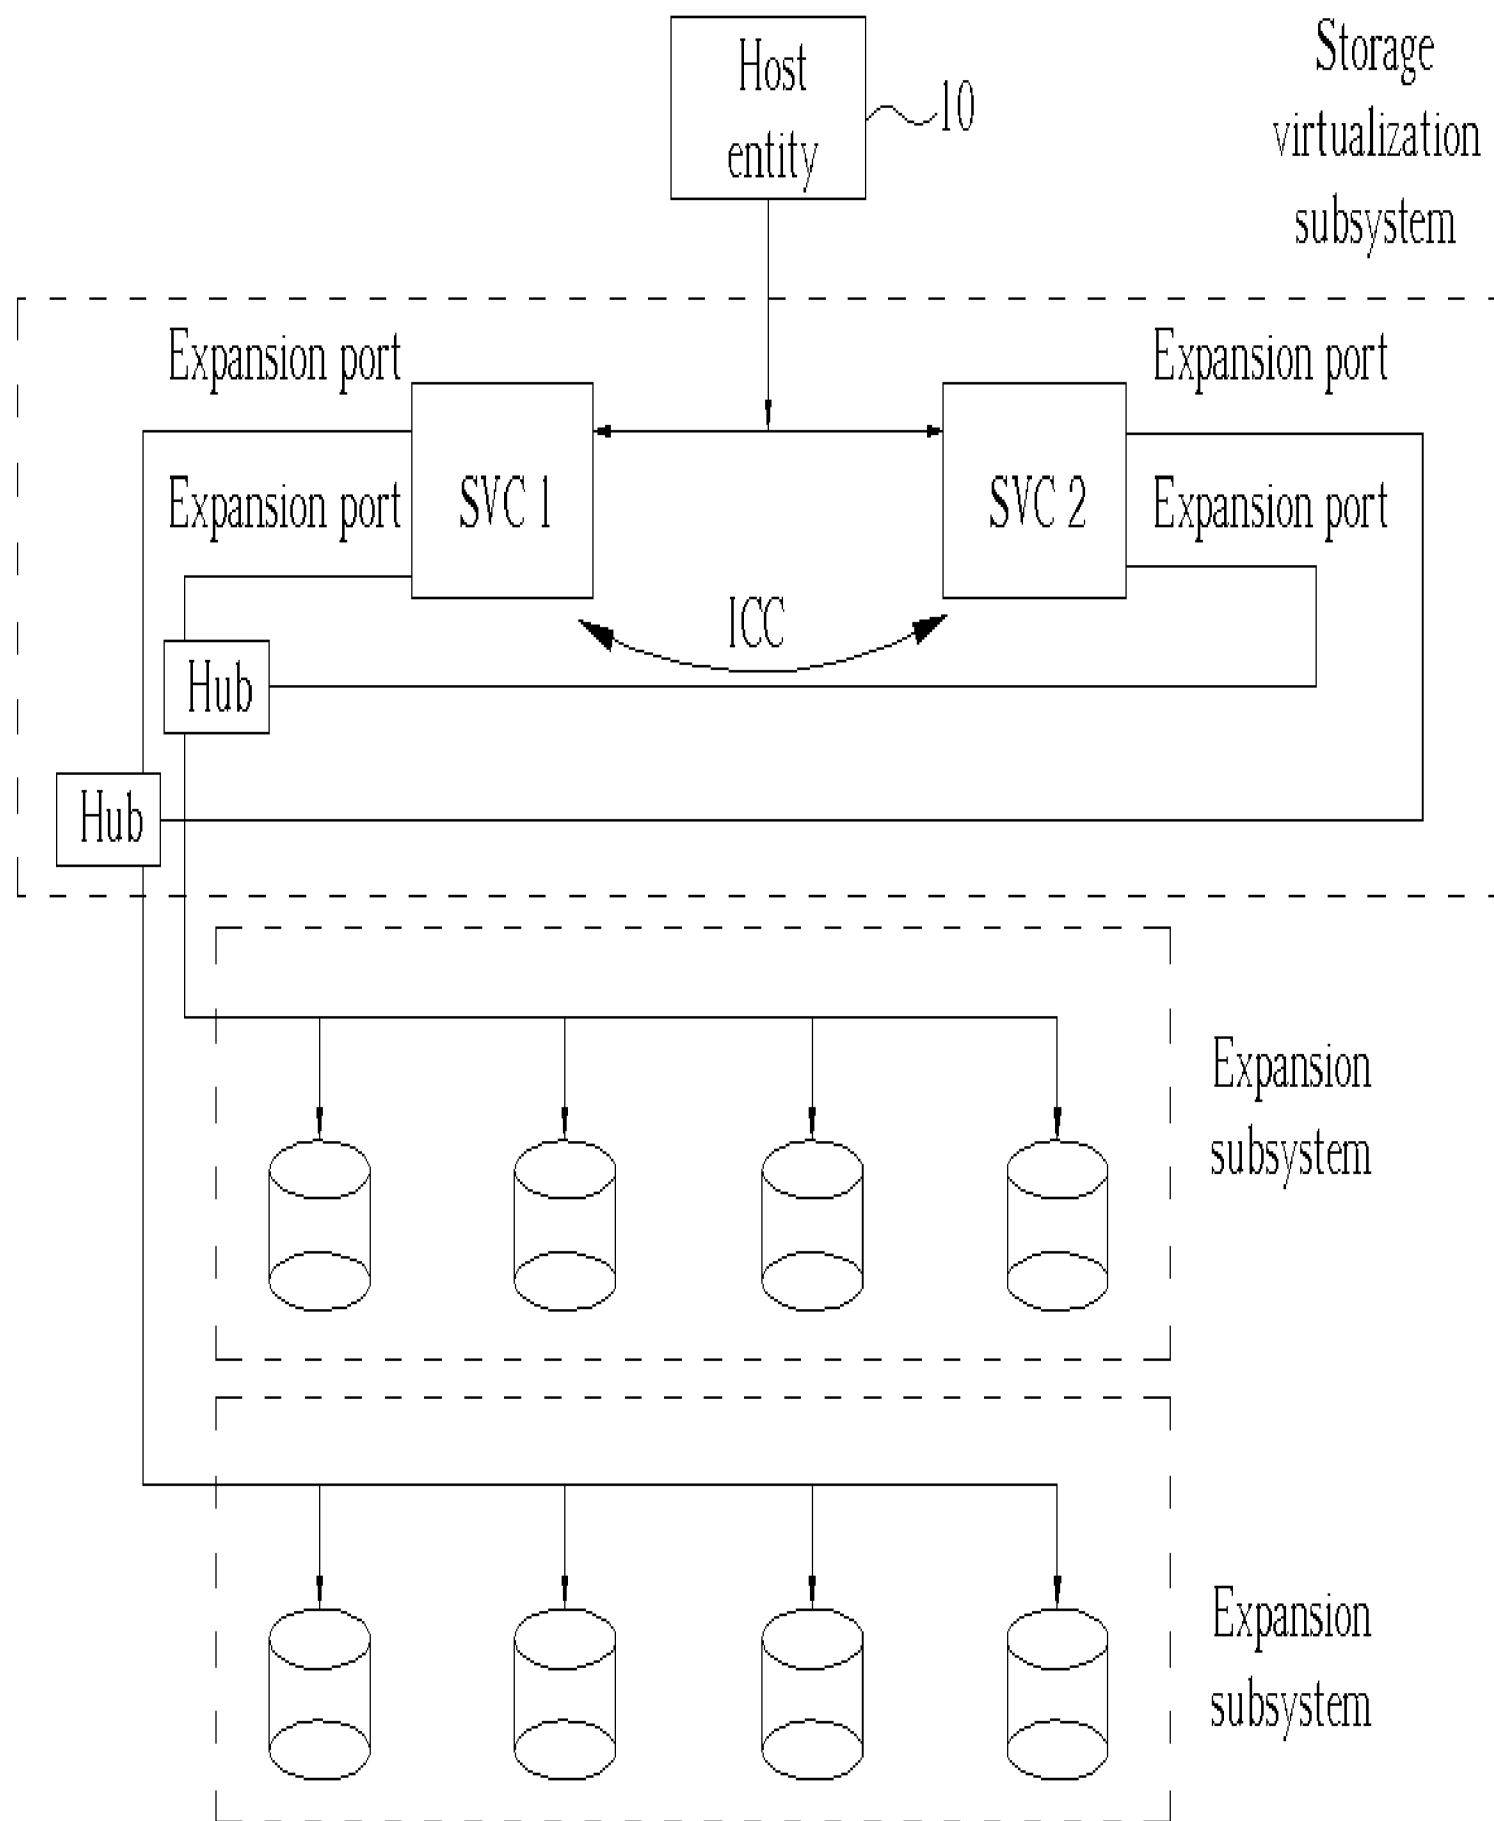 Host
entity
10
Storage
virtualization
subsystem
Expansion port
Expansion port
Expansion port
Expansion port
SVC 1
SVC 2
ICC
Hub
Hub
Expansion
subsystem
Expansion
subsystem